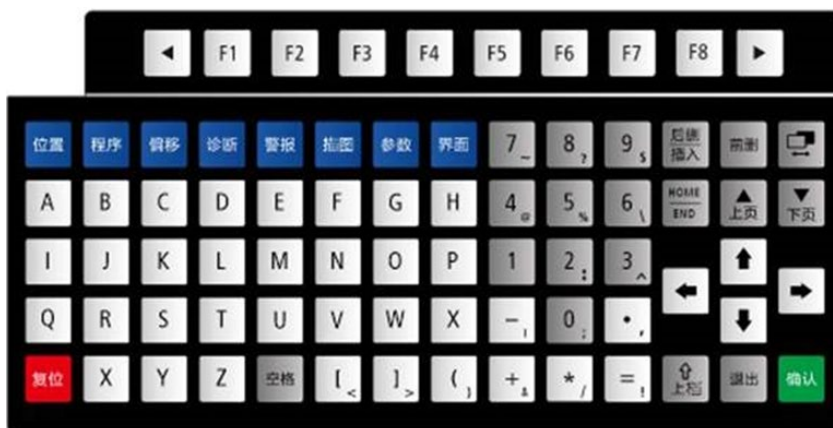 ◀ F1 F2 F3 F4 F5 F6 F7 F8 ▶
位置 程序 偏移 诊断 警报 描图 参数 界面 7 ~ 8 ? 9 $ 后删 前删
插入
A B C D E F G H 4 @ 5 % 6 \ HOME ▲ ▼
END 上页 下页
I J K L M N O P 1 2 : 3 ^ ⬆
⬅ ➡
Q R S T U V W X - 0 ; • , ⬇
复位 X Y Z 空格 [ < ] > ( ) + & * / = ! ⇧ 退出 确认
上档